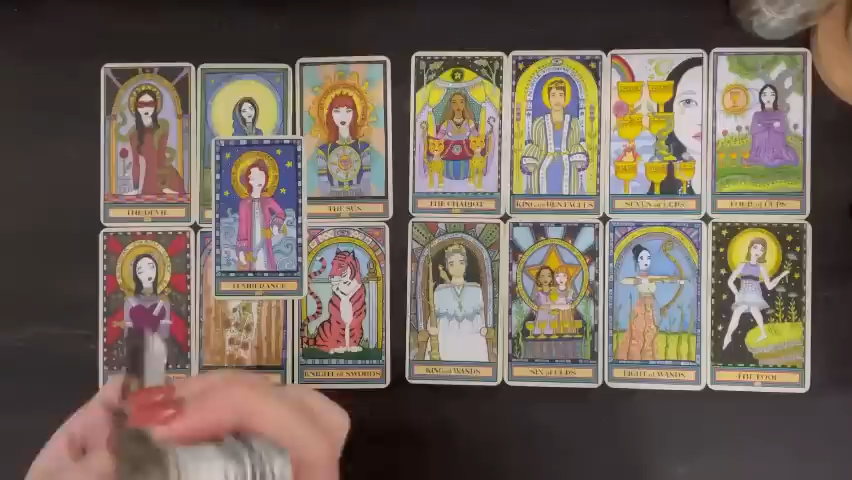 THE DEVIL
THE SUN
THE CHARIOT
KING of PENTACLES
SEVEN of CUPS
FOUR of CUPS
TEMPERANCE
KNIGHT of SWORDS
KING of WANDS
SIX of CUPS
EIGHT of WANDS
THE FOOL